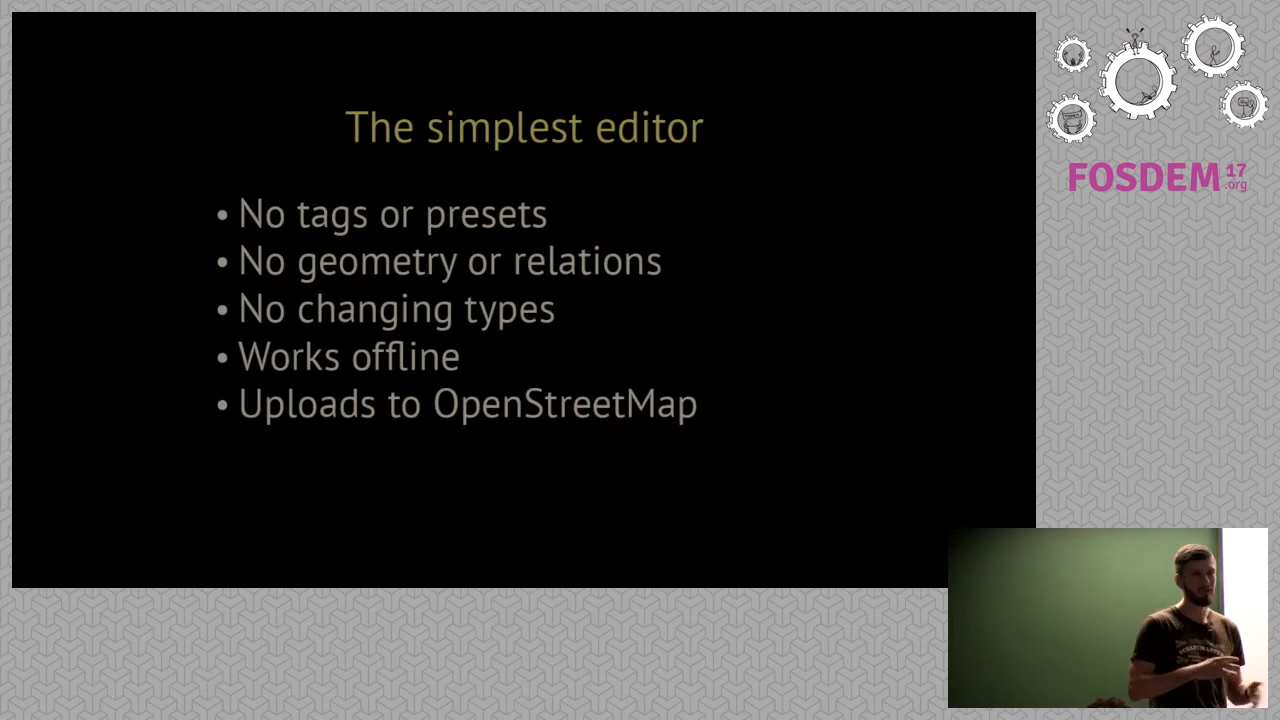 The simplest editor
• No tags or presets
• No geometry or relations
• No changing types
• Works offline
• Uploads to OpenStreetMap
FOSDEM 17
.org